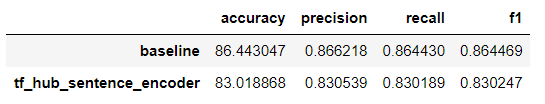 accuracy precision recall f1
baseline 86.443047 0.866218 0.864430 0.864469
tf_hub_sentence_encoder 83.018868 0.830539 0.830189 0.830247